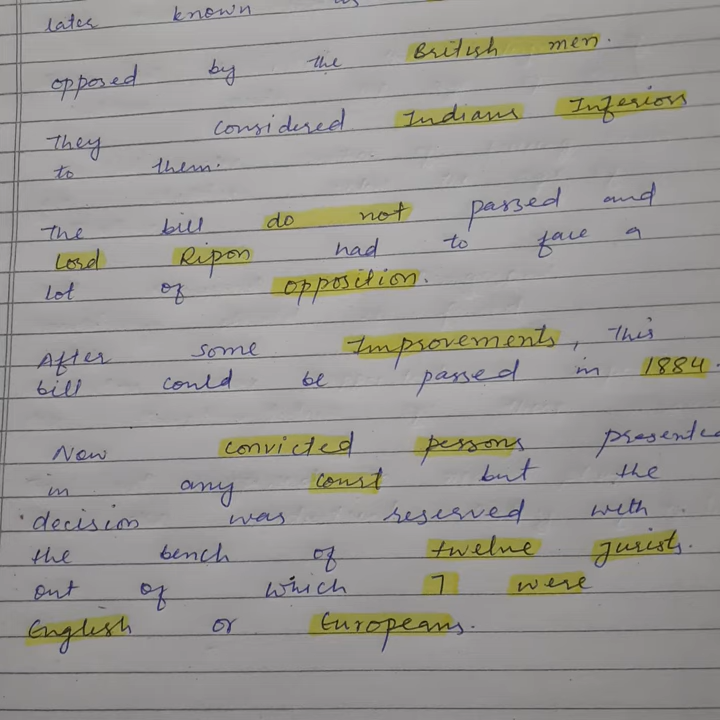 later known as
opposed by the British men.
They considered Indians Inferiors
to them.
The bill do not passed and
Lord Ripon had to face a
lot of opposition.
After some Improvements, This
bill could be passed in 1884.
Now convicted persons presente
in any court but the
decision was reserved with
the bench of twelve jurists.
out of which 7 were
English or Europeans.